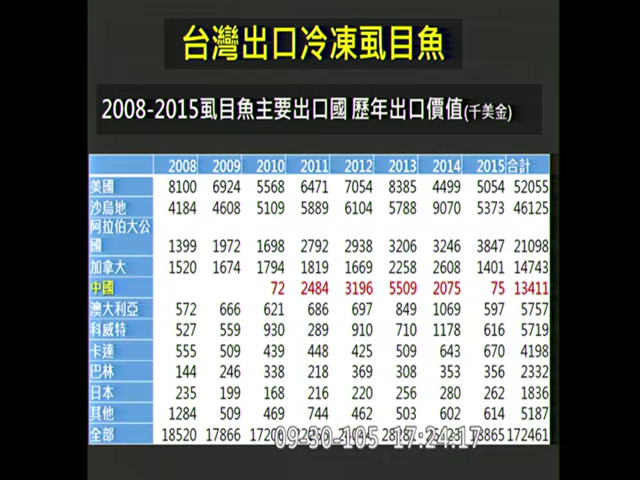 台灣出口冷凍虱目魚
2008-2015虱目魚主要出口國 歷年出口價值(千美金)
2008 2009 2010 2011 2012 2013 2014 2015 合計
美國 8100 6924 5568 6471 7054 8385 4499 5054 52055
沙烏地 4184 4608 5109 5889 6104 5788 9070 5373 46125
阿拉伯大公
國 1399 1972 1698 2792 2938 3206 3246 3847 21098
加拿大 1520 1674 1794 1819 1669 2258 2608 1401 14743
中國 72 2484 3196 5509 2075 75 13411
澳大利亞 572 666 621 686 697 849 1069 597 5757
科威特 527 559 930 289 910 710 1178 616 5719
卡達 555 509 439 448 425 509 643 670 4198
巴林 144 246 338 218 369 308 353 356 2332
日本 235 199 168 216 220 256 280 262 1836
其他 1284 509 469 744 462 503 602 614 5187
全部 18520 17866 172461
09-30-105 17:24:17